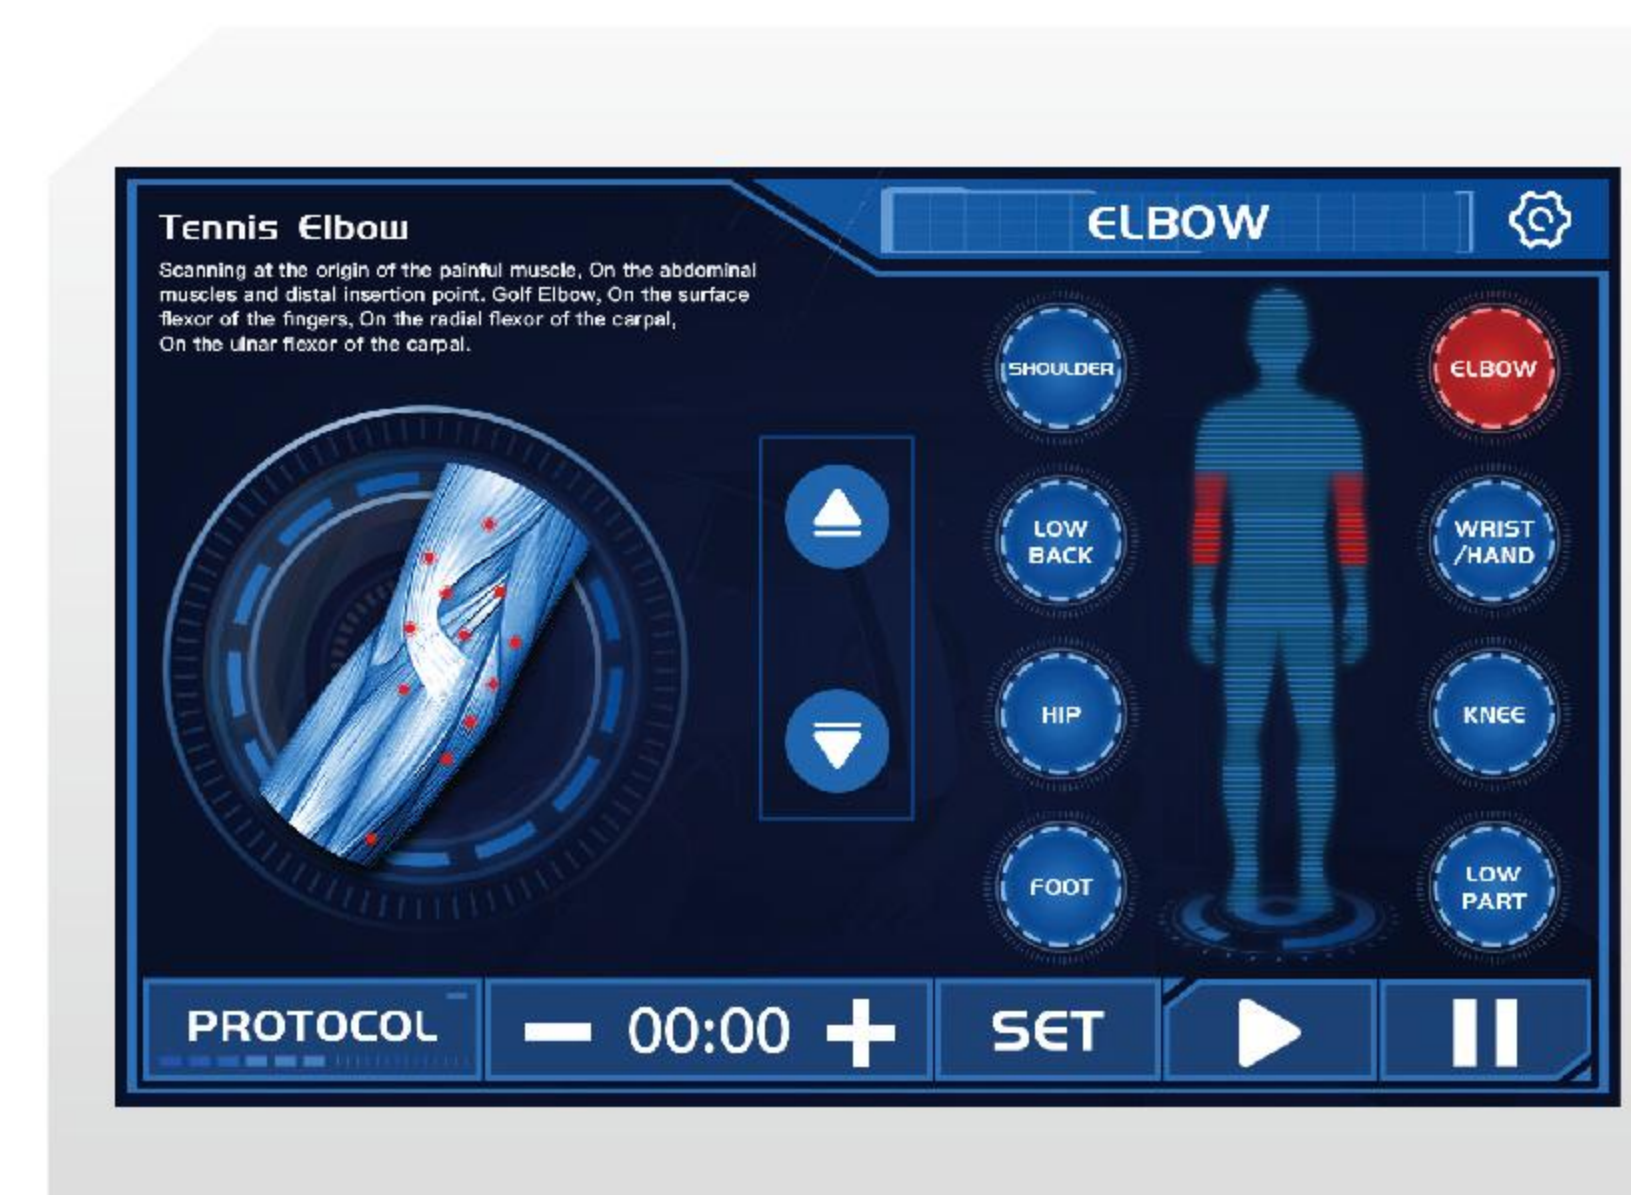 Tennis Elbow
Scanning at the origin of the painful muscle, On the abdominal
muscles and distal insertion point. Golf Elbow, On the surface
flexor of the fingers, On the radial flexor of the carpal,
On the ulnar flexor of the carpal.
ELBOW
SHOULDER
ELBOW
LOW
BACK
WRIST
/HAND
HIP
KNEE
FOOT
LOW
PART
PROTOCOL
00:00
SET